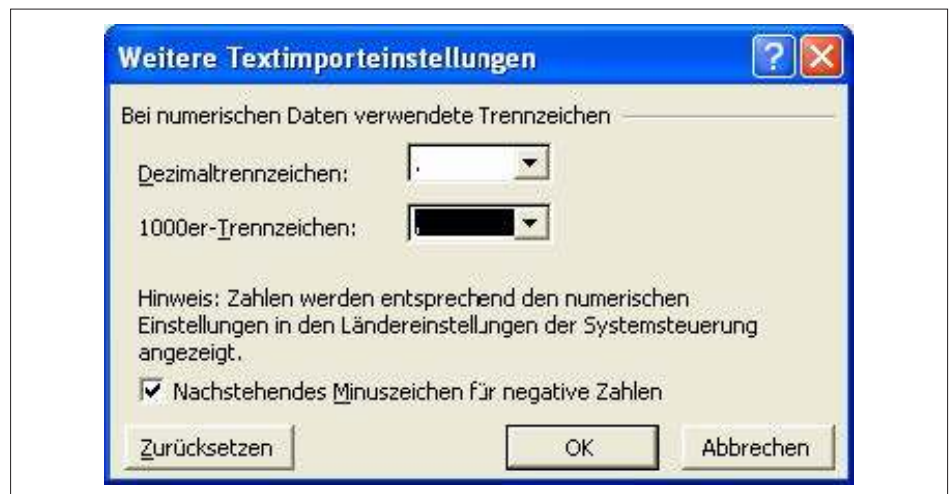 Weitere Textimporteinstellungen
Bei numerischen Daten verwendete Trennzeichen
Dezimaltrennzeichen: .
1000er-Trennzeichen: ,
Hinweis: Zahlen werden entsprechend den numerischen
Einstellungen in den Ländereinstellungen der Systemsteuerung
angezeigt.
Nachstehendes Minuszeichen für negative Zahlen
Zurücksetzen OK Abbrechen